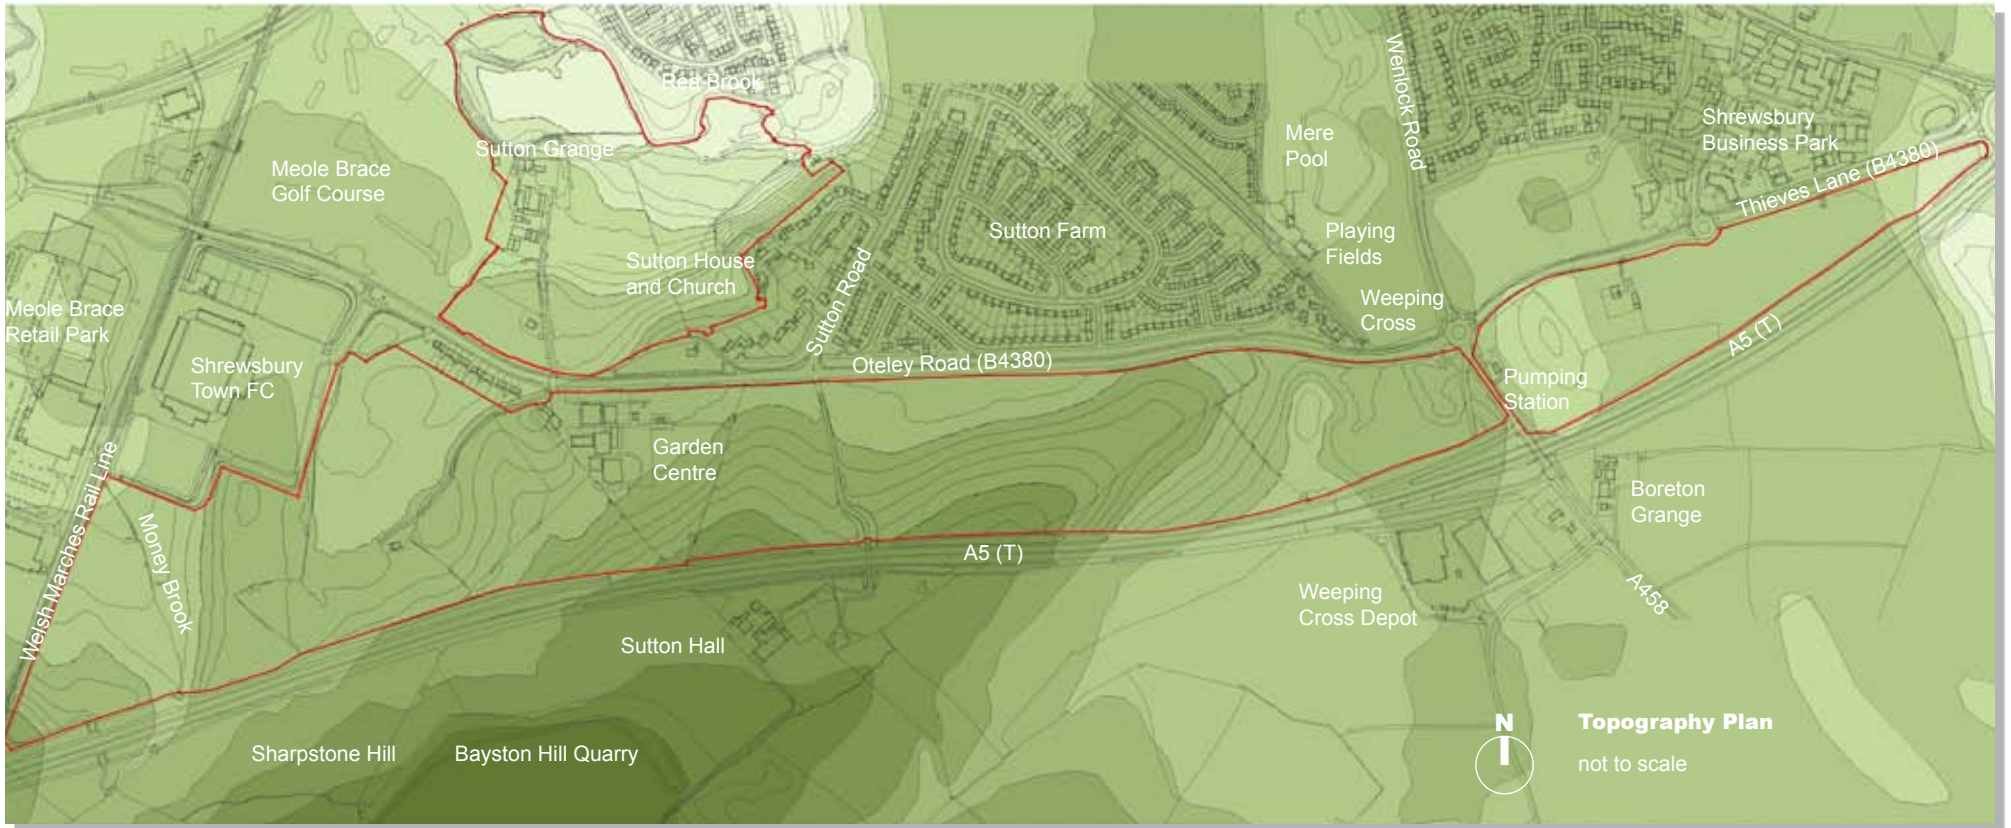 Rea Brook
Wenlock Road
Sutton Grange
Meole Brace
Golf Course
Mere
Pool
Shrewsbury
Business Park
Thieves Lane (B4380)
Sutton House
and Church
Sutton Road
Sutton Farm
Playing
Fields
Meole Brace
Retail Park
Weeping
Cross
Shrewsbury
Town FC
Oteley Road (B4380)
A5 (T)
Pumping
Station
Garden
Centre
Welsh Marches Rail Line
Money Brook
Boreton
Grange
A5 (T)
Weeping
Cross Depot
A458
Sutton Hall
Sharpstone Hill
Bayston Hill Quarry
N
Topography Plan
not to scale